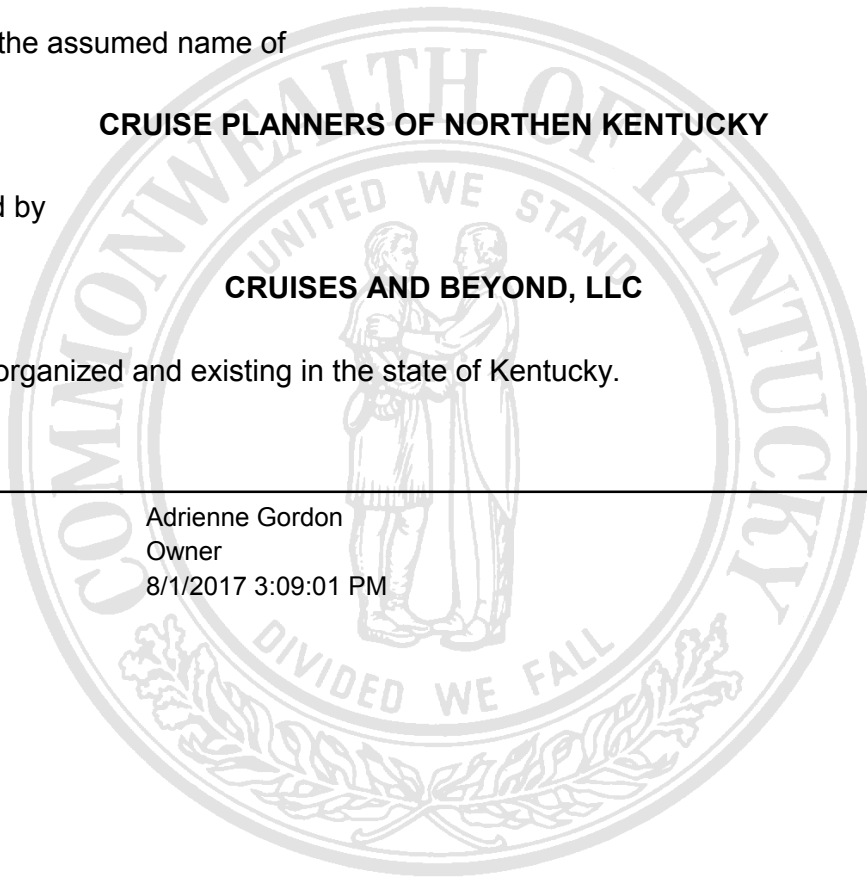 the assumed name of
CRUISE PLANNERS OF NORTHEN KENTUCKY
d by
CRUISES AND BEYOND, LLC
organized and existing in the state of Kentucky.
Adrienne Gordon
Owner
8/1/2017 3:09:01 PM
COMMONWEALTH OF KENTUCKY
UNITED WE STAND
DIVIDED WE FALL